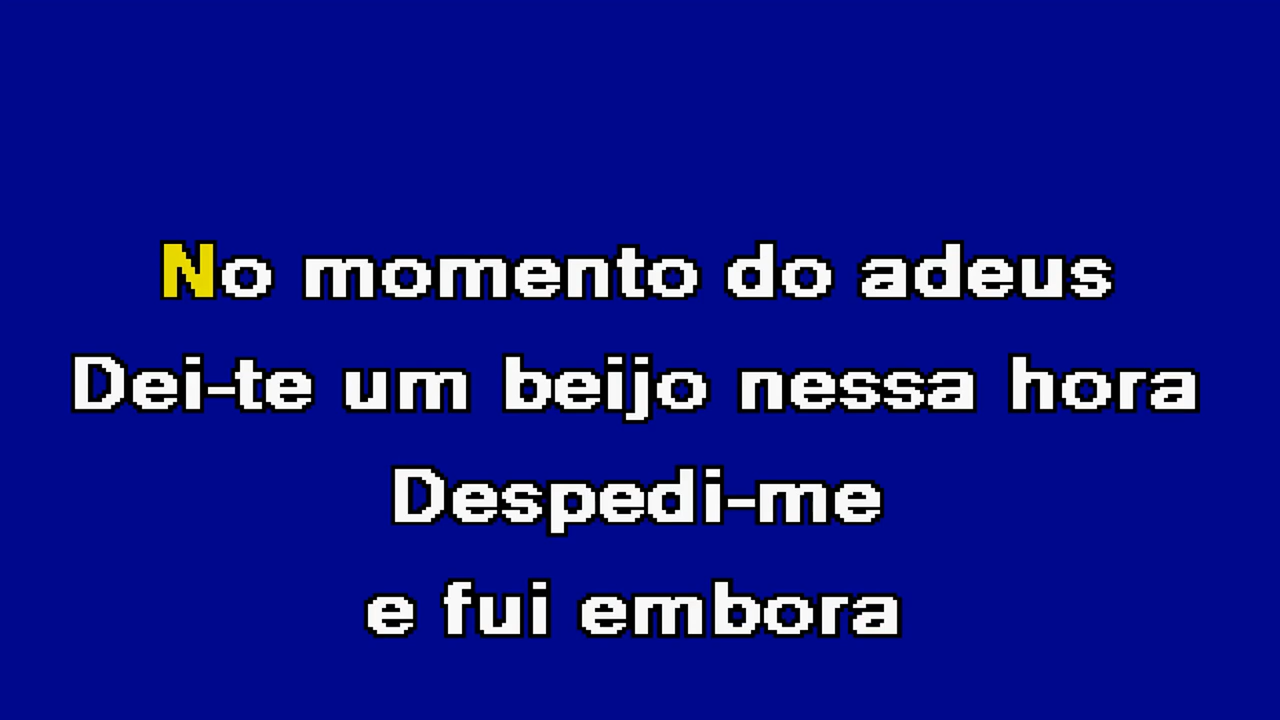 No momento do adeus
Dei-te um beijo nessa hora
Despedi-me
e fui embora